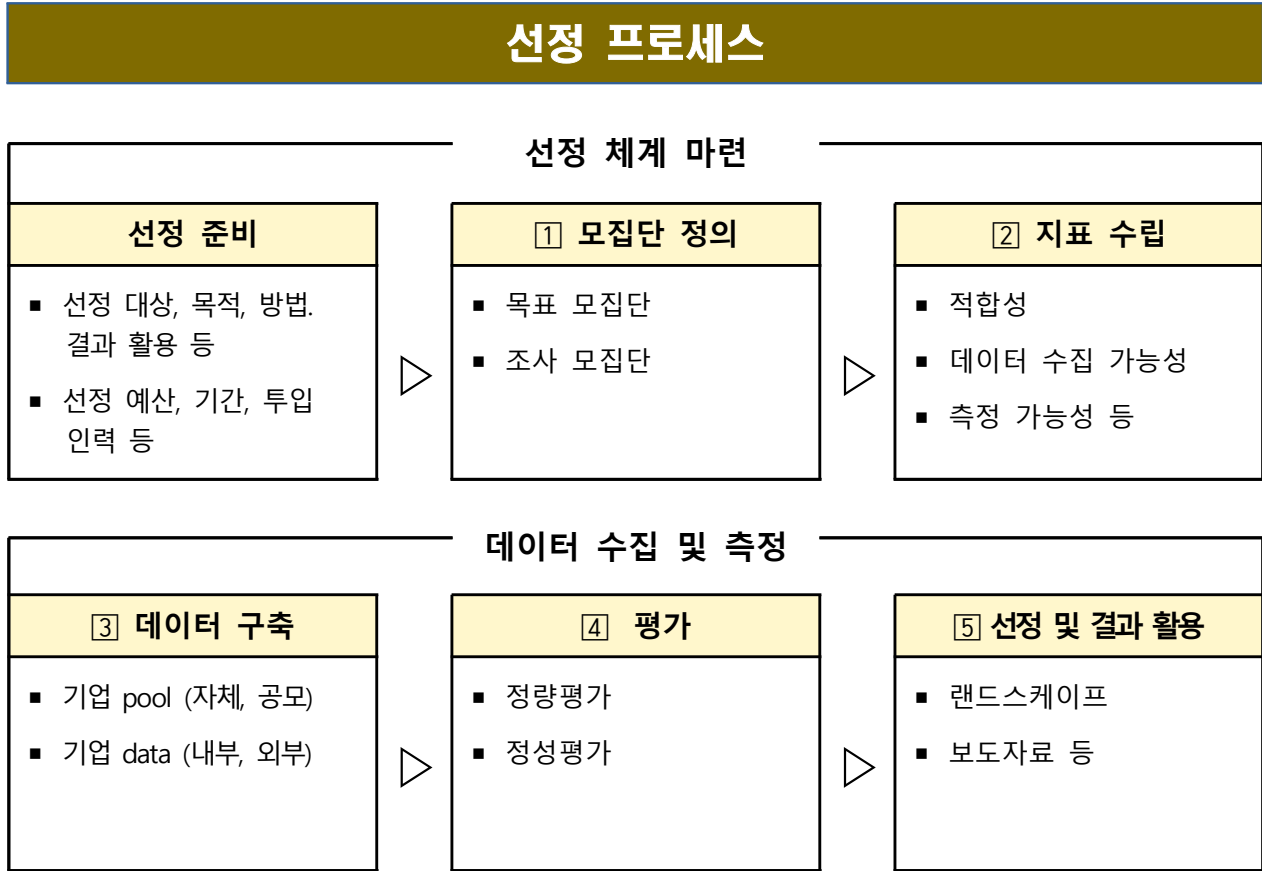 선정 프로세스
선정 체계 마련
선정 준비
■ 선정 대상, 목적, 방법.
결과 활용 등
■ 선정 예산, 기간, 투입
인력 등
1 모집단 정의
■ 목표 모집단
■ 조사 모집단
2 지표 수립
■ 적합성
■ 데이터 수집 가능성
■ 측정 가능성 등
데이터 수집 및 측정
3 데이터 구축
■ 기업 pool (자체, 공모)
■ 기업 data (내부, 외부)
4 평가
■ 정량평가
■ 정성평가
5 선정 및 결과 활용
■ 랜드스케이프
■ 보도자료 등